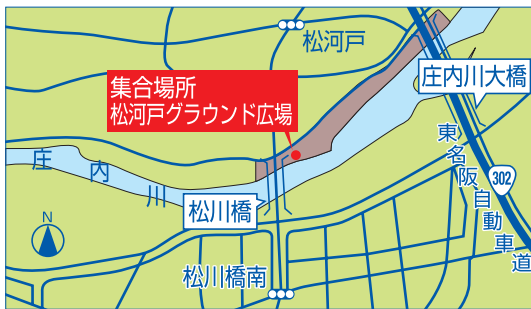 松河戸
集合場所
松河戸グラウンド広場
庄内川大橋
庄内川
松川橋
302
東名阪自動車道
N
松川橋南